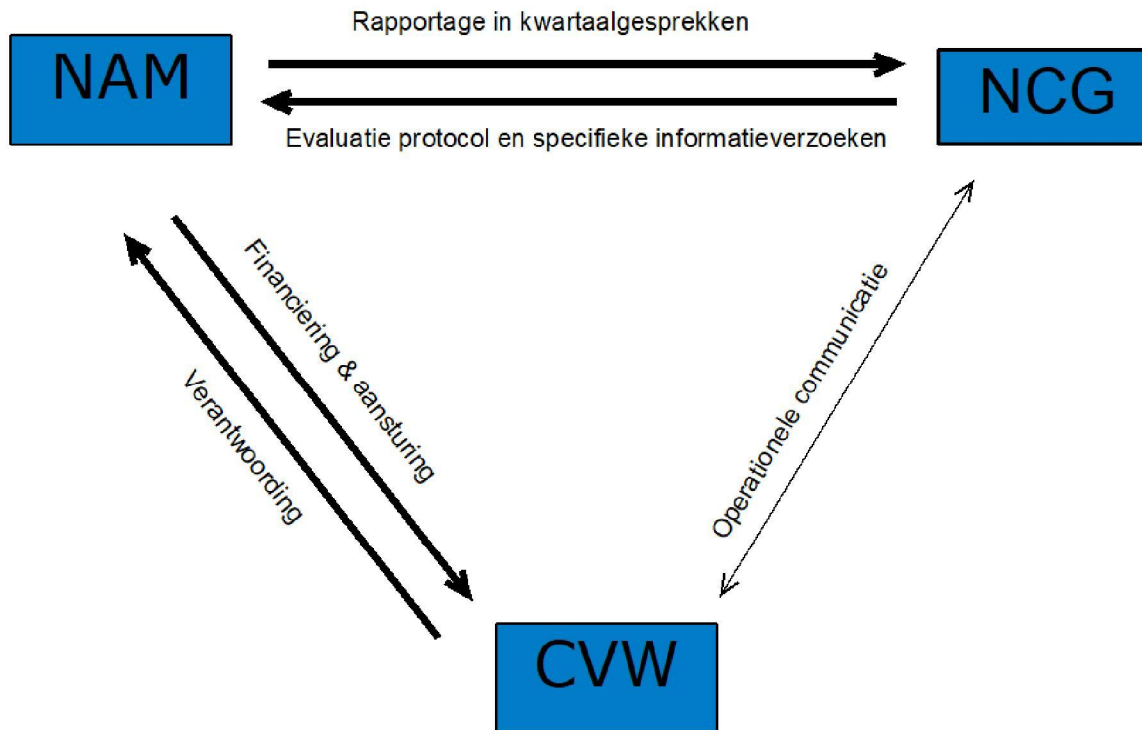 Rapportage in kwartaalgesprekken
NAM
NCG
Evaluatie protocol en specifieke informatieverzoeken
Financiering & aansturing
Verantwoording
Operationele communicatie
CVW